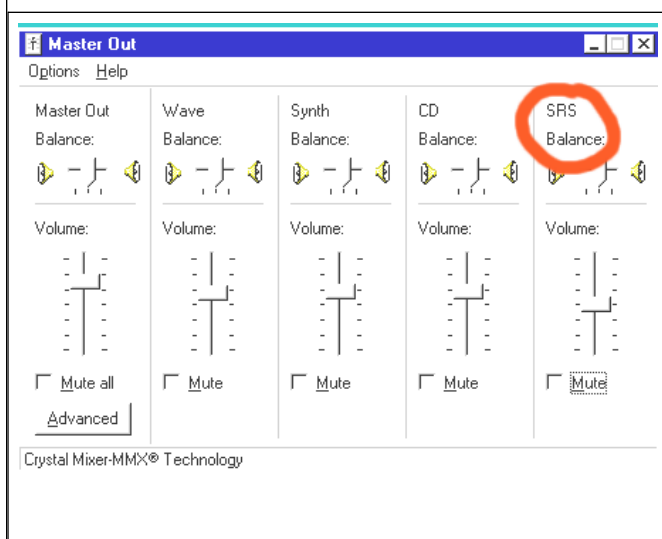 Master Out
Options Help
Master Out Wave Synth CD SRS
Balance: Balance: Balance: Balance: Balance:
Volume: Volume: Volume: Volume: Volume:
Mute all Mute Mute Mute Mute
Advanced
Crystal Mixer-MMX® Technology